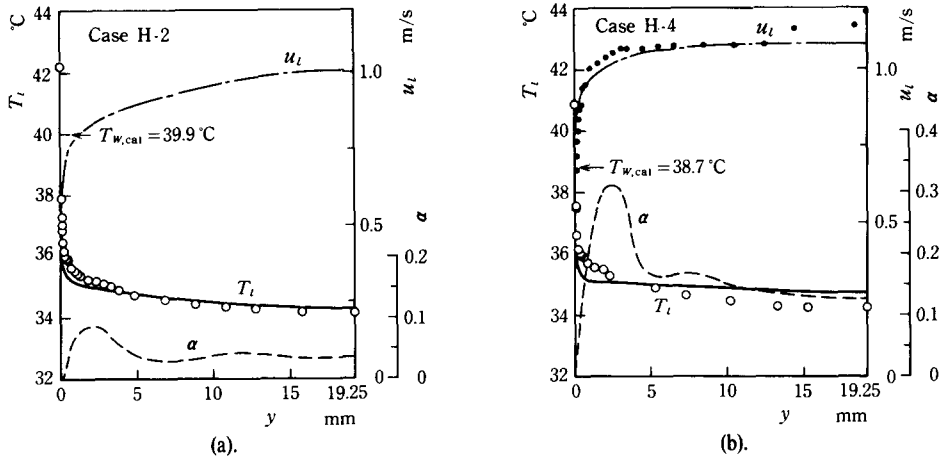 °C
44
42
T_l
40
38
36
34
32
Case H-2
u_l
T_{W,cal} = 39.9 °C
T_l
α
0
5
10
15
19.25
y
mm
m/s
u_l
1.0
0.5
α
0.2
0.1
0
(a).
°C
44
42
T_l
40
38
36
34
32
Case H-4
u_l
T_{W,cal} = 38.7 °C
α
T_l
0
5
10
15
19.25
y
mm
m/s
u_l
α
1.0
0.5
0
0.4
0.3
0.2
0.1
0
(b).